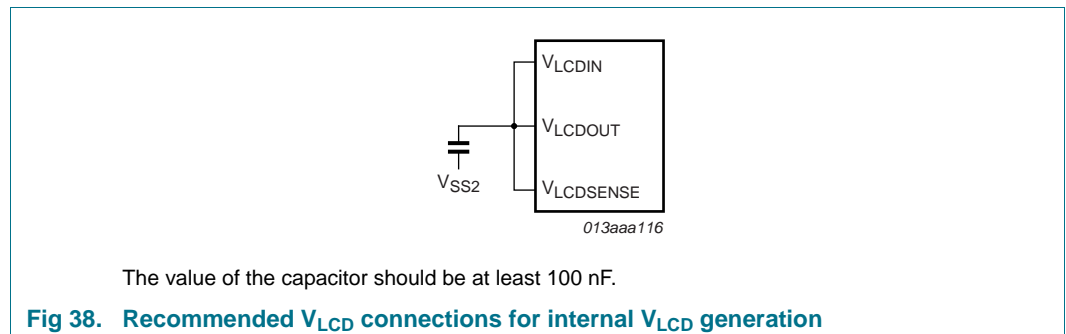 VLCDIN
VLCDOUT
VSS2
VLCDSENSE
013aaa116
The value of the capacitor should be at least 100 nF.
Fig 38. Recommended VLCD connections for internal VLCD generation